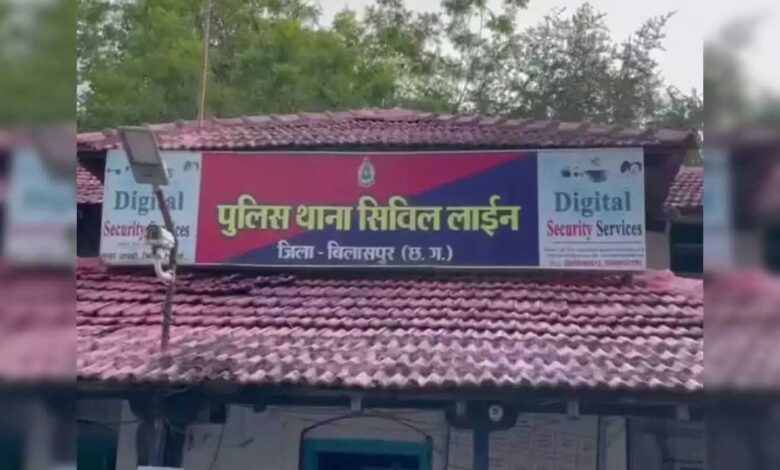 Digital
Security Services
पुलिस थाना सिविल लाईन
जिला - बिलासपुर (छ. ग.)
Digital
Security Services